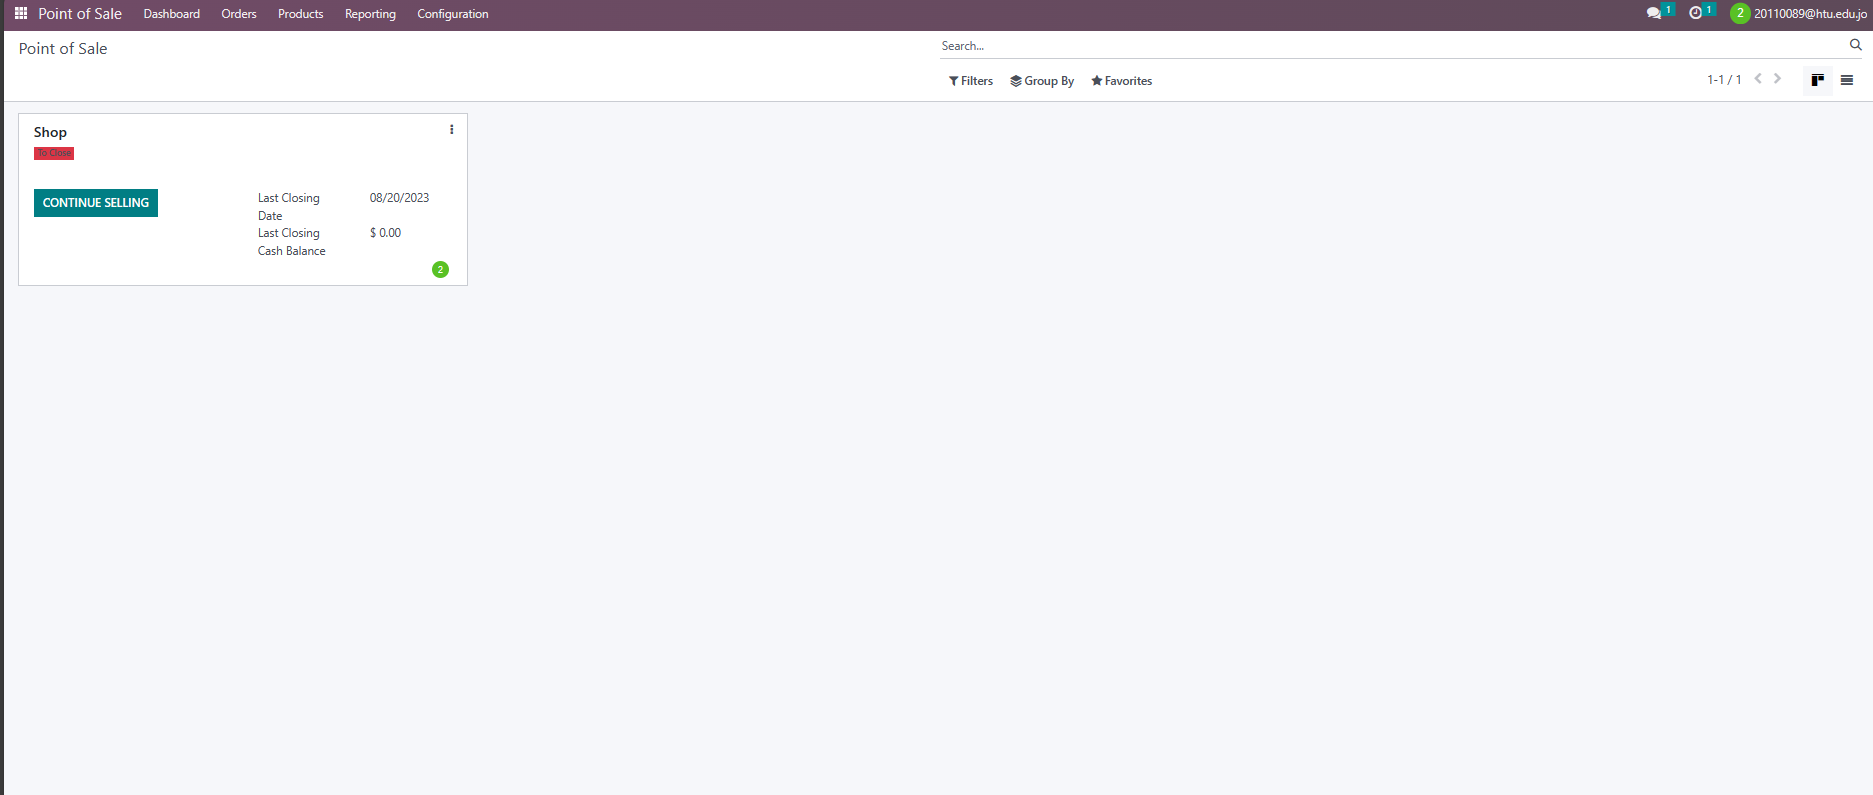 Point of Sale Dashboard Orders Products Reporting Configuration 1 1 2 20110089@htu.edu.jo
Point of Sale
Search...
Filters Group By Favorites 1-1 / 1
Shop
To Close
CONTINUE SELLING
Last Closing Date 08/20/2023
Last Closing Cash Balance $ 0.00
2